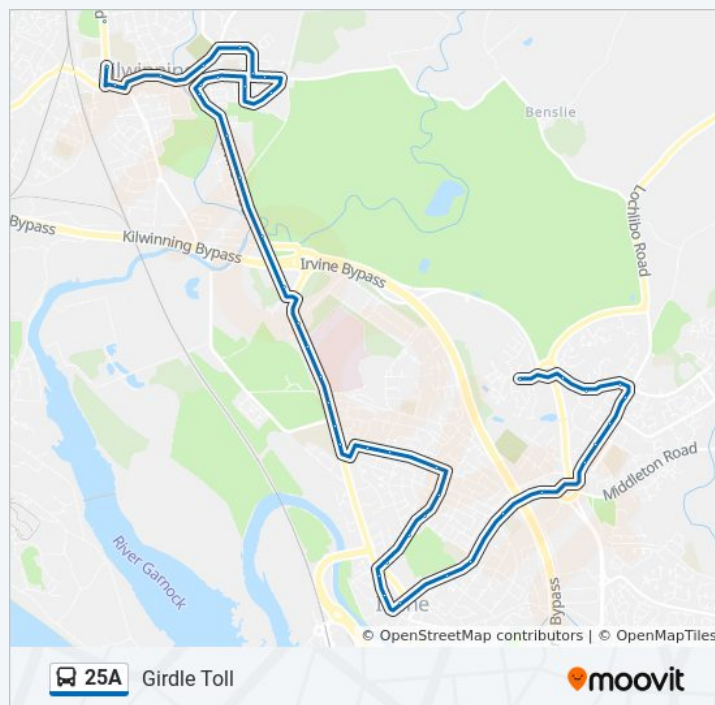 Kilwinning
Benslie
Lochlibo Road
Bypass
Kilwinning Bypass
Irvine Bypass
Middleton Road
River Garnock
Irvine
Bypass
© OpenStreetMap contributors | © OpenMapTiles
25A Girdle Toll
moovit